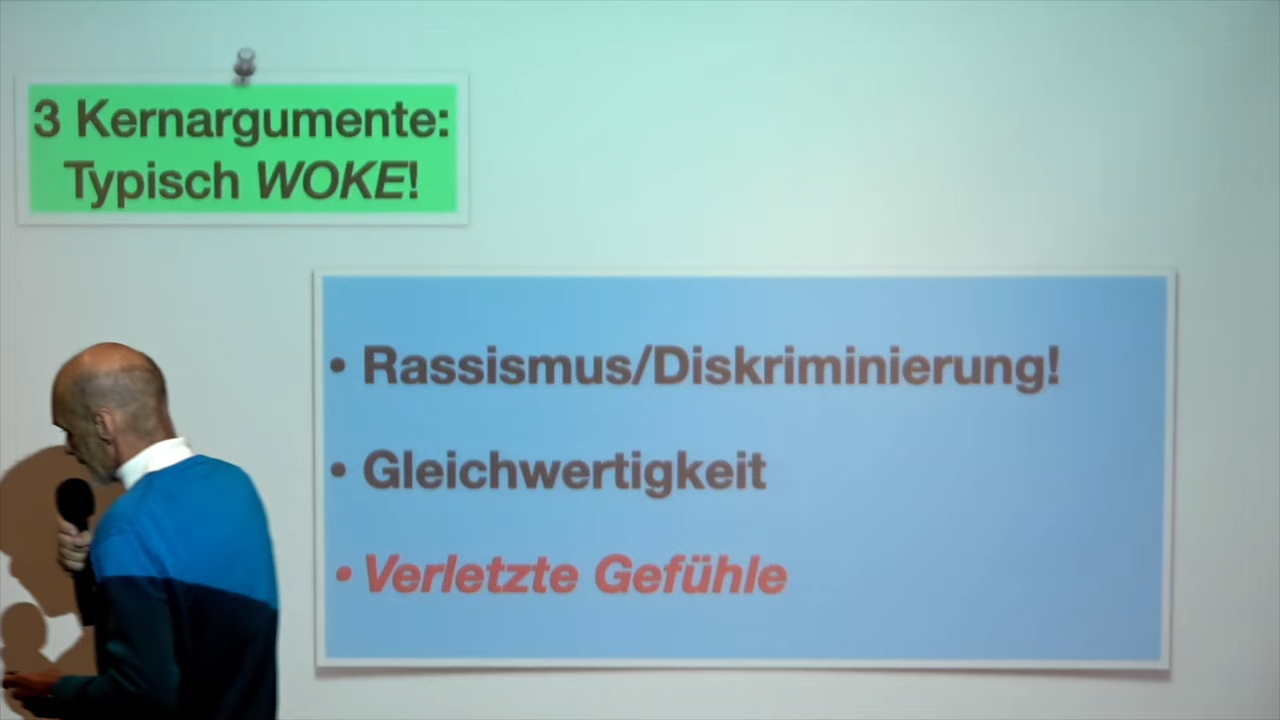 3 Kernargumente:
Typisch WOKE!
• Rassismus/Diskriminierung!
• Gleichwertigkeit
• Verletzte Gefühle